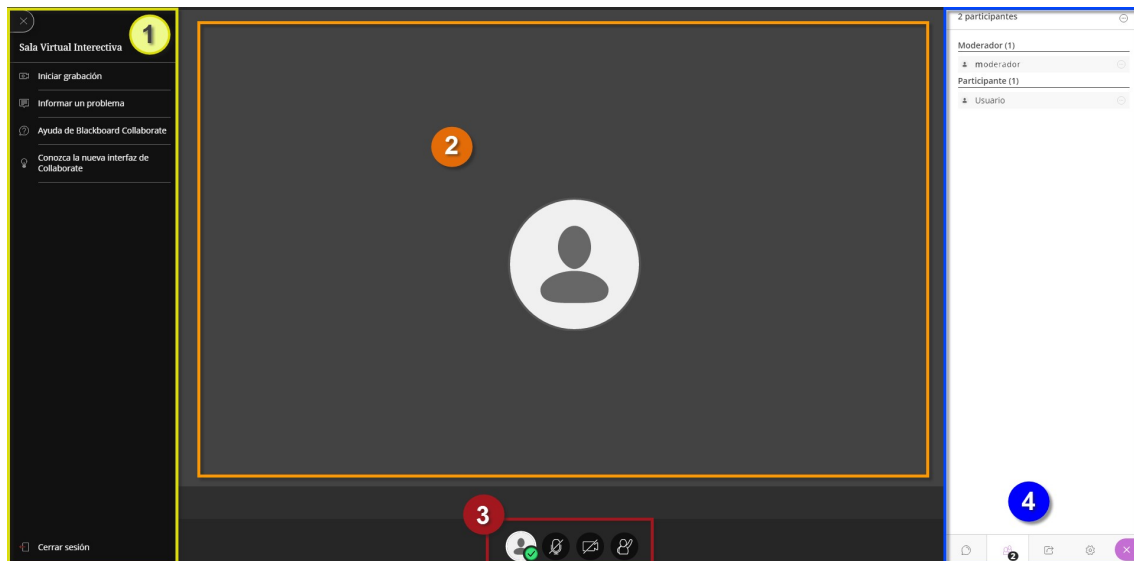 1
Sala Virtual Interectiva
Iniciar grabación
Informar un problema
Ayuda de Blackboard Collaborate
Conozca la nueva interfaz de
Collaborate
Cerrar sesión
2
3
2 participantes
Moderador (1)
moderador
Participante (1)
Usuario
4
2